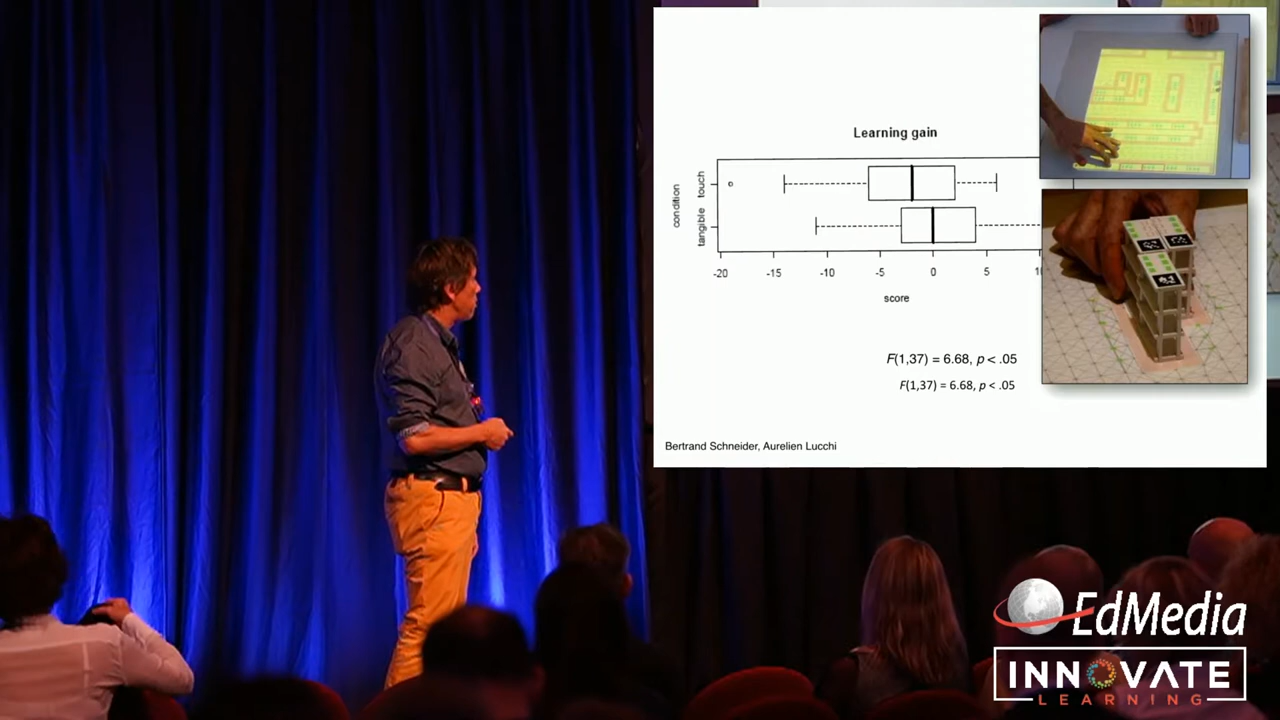 Learning gain
condition
touch
tangible
-20 -15 -10 -5 0 5
score
F(1,37) = 6.68, p < .05
F(1,37) = 6.68, p < .05
Bertrand Schneider, Aurelien Lucchi
EdMedia
INNOVATE
LEARNING